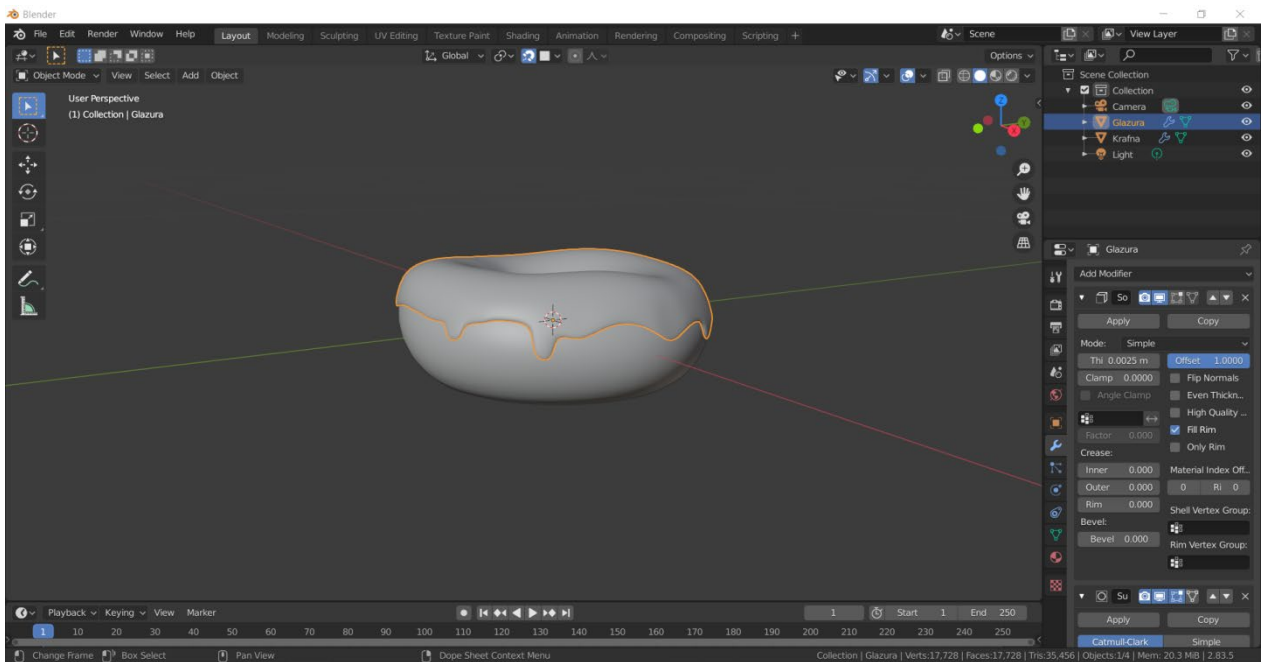 Blender
File Edit Render Window Help Layout Modeling Sculpting UV Editing Texture Paint Shading Animation Rendering Compositing Scripting + Scene View Layer
Global Options
Object Mode View Select Add Object
User Perspective
(1) Collection | Glazura
Z
Y
X
Scene Collection
Collection
Camera
Glazura
Krafna
Light
Glazura
Add Modifier
So
Apply Copy
Mode: Simple
Thi 0.0025 m Offset 1.0000
Clamp 0.0000 Flip Normals
Angle Clamp Even Thickn...
High Quality ...
Factor 0.000 Fill Rim
Crease: Only Rim
Inner 0.000 Material Index Off...
Outer 0.000 0 Ri 0
Rim 0.000 Shell Vertex Group:
Bevel:
Bevel 0.000 Rim Vertex Group:
Su
Apply Copy
Catmull-Clark Simple
Playback Keying View Marker 1 Start 1 End 250
1 10 20 30 40 50 60 70 80 90 100 110 120 130 140 150 160 170 180 190 200 210 220 230 240 250
Change Frame Box Select Pan View Dope Sheet Context Menu Collection | Glazura | Verts:17,728 | Faces:17,728 | Tris:35,456 | Objects:1/4 | Mem: 20.3 MiB | 2.83.5